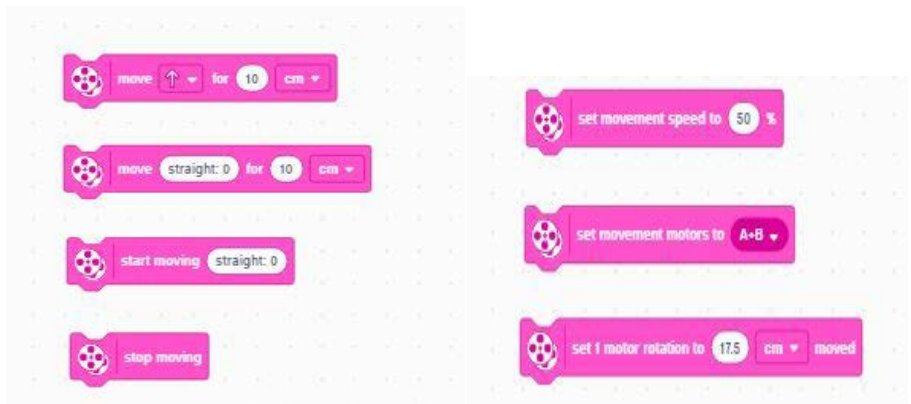 move ↑ for 10 cm
move straight: 0 for 10 cm
start moving straight: 0
stop moving
set movement speed to 50 %
set movement motors to A+B
set 1 motor rotation to 17.5 cm moved